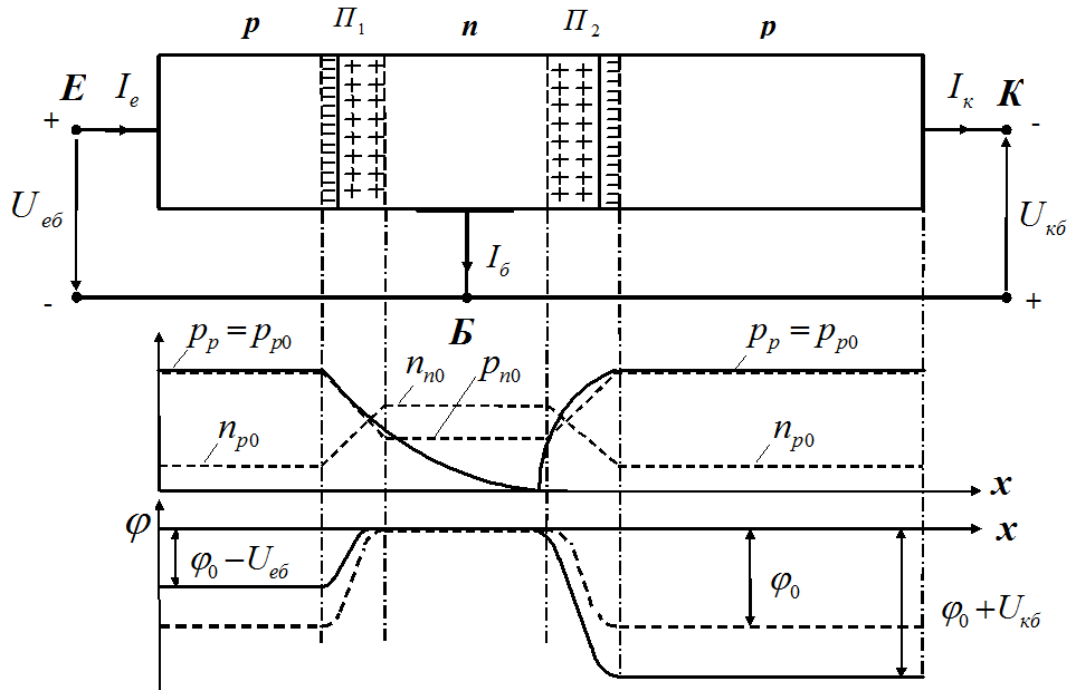 p П₁ n П₂ p
E Iₑ Iк К
+ -
Uеб Uкб
Iб
- +
Б
pₚ = pₚ₀ nₙ₀ pₙ₀ pₚ = pₚ₀
nₚ₀ nₚ₀
x
φ x
φ₀ − Uеб φ₀
φ₀ + Uкб